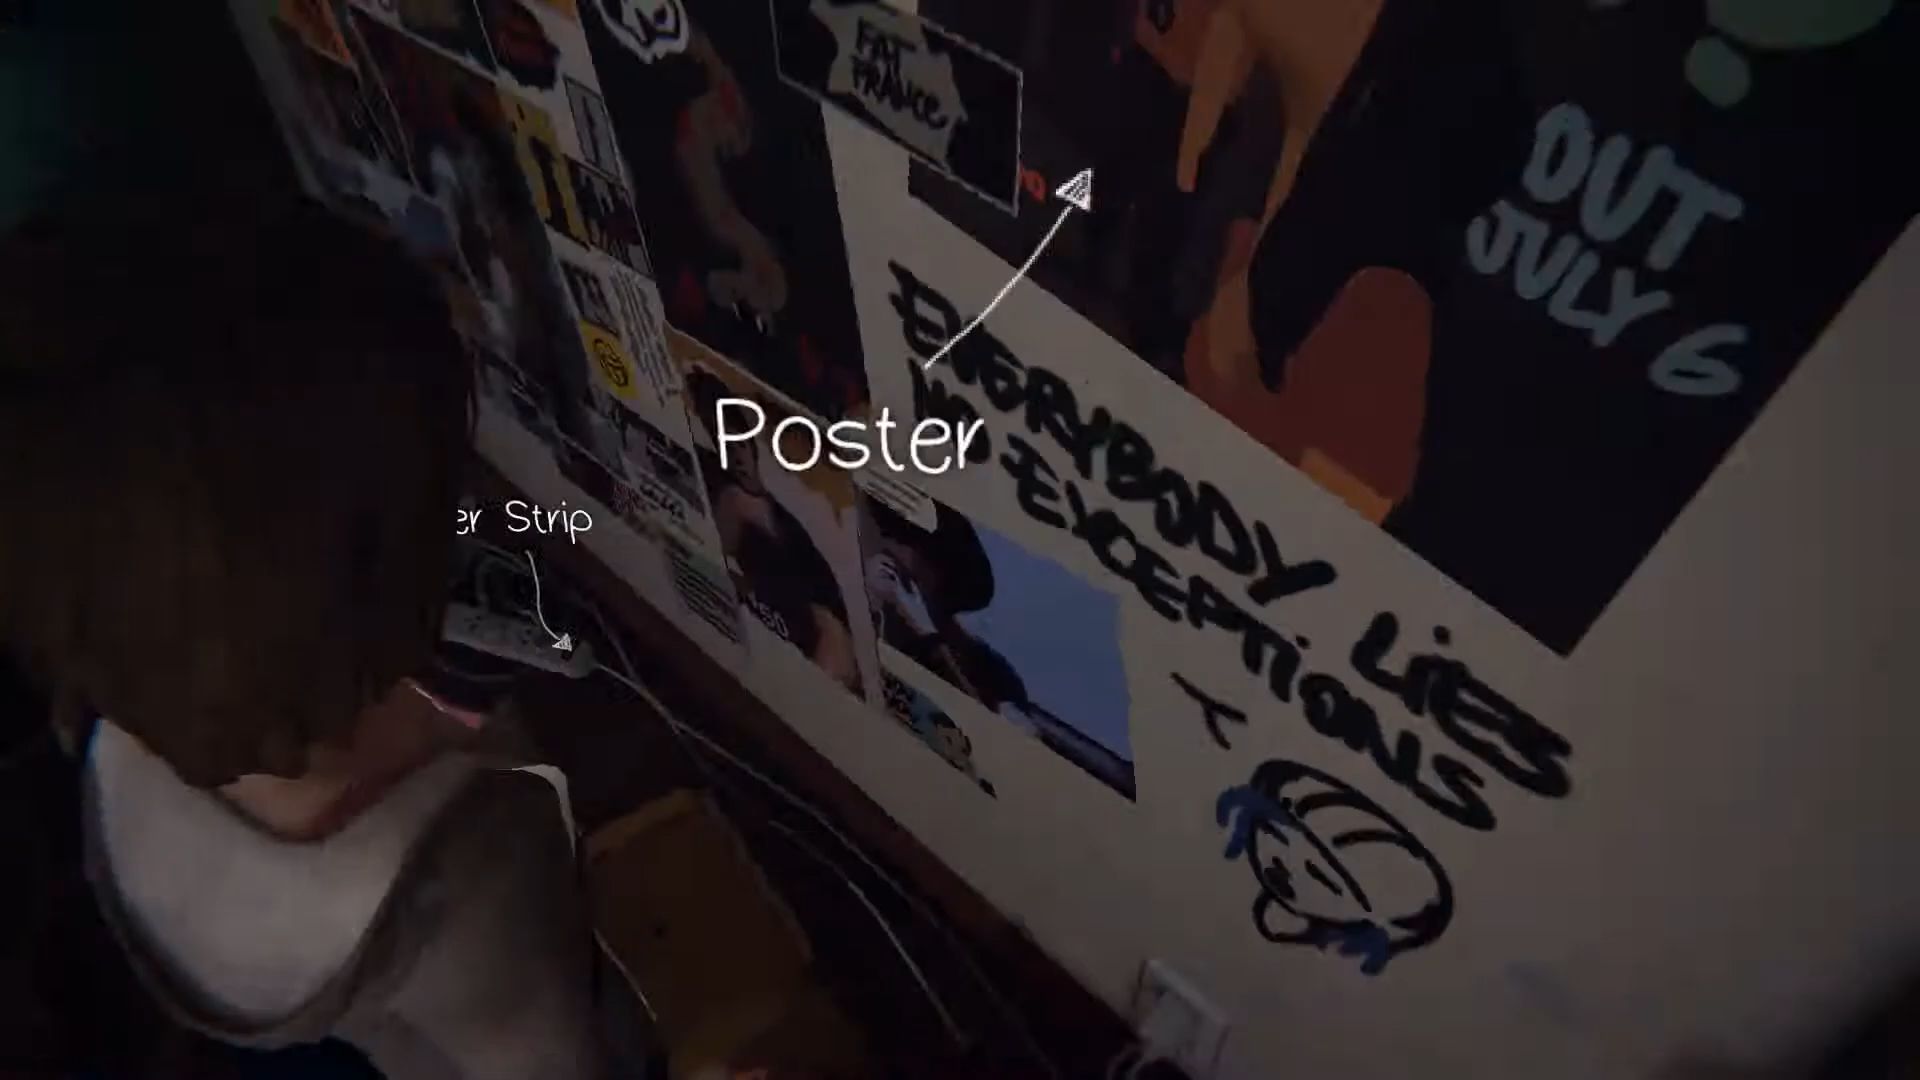 FAT
FRANCE
OUT
JULY 6
EVERYBODY LIES
NO EXCEPTIONS
Poster
er Strip